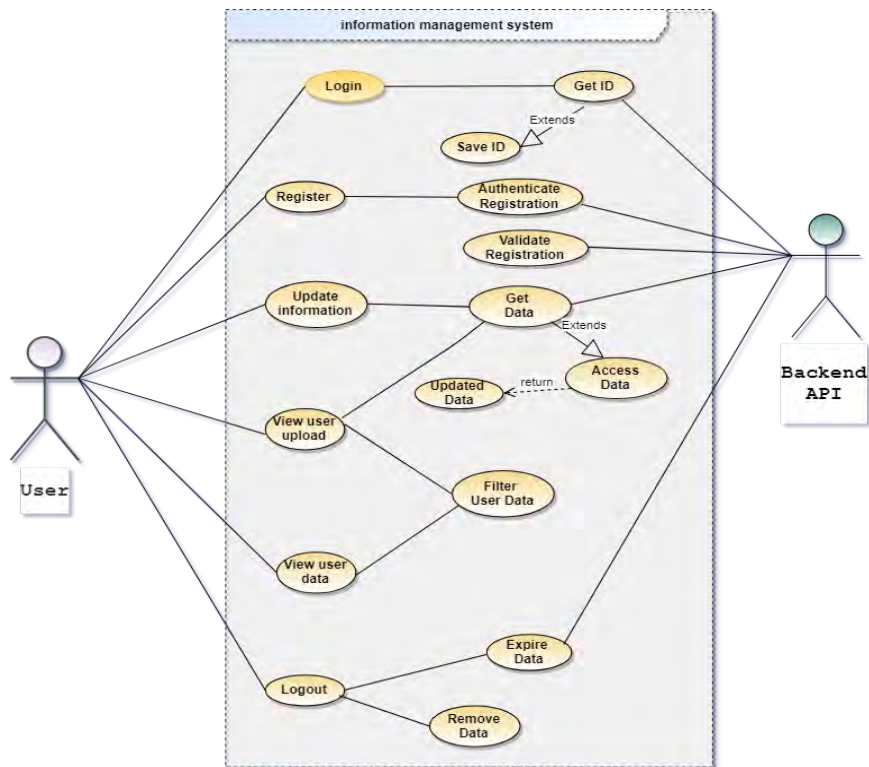 information management system
Login
Get ID
Extends
Save ID
Register
Authenticate
Registration
Validate
Registration
Update
information
Get
Data
Extends
Access
Data
return
Updated
Data
Backend
API
View user
upload
User
Filter
User Data
View user
data
Expire
Data
Logout
Remove
Data